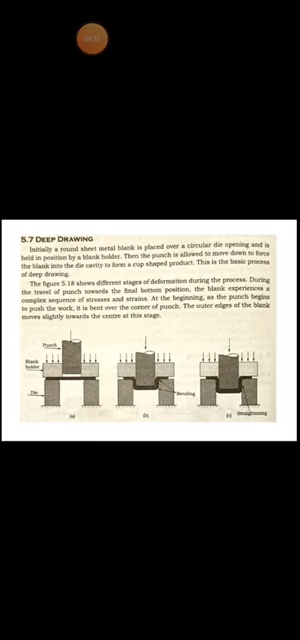 5.7 DEEP DRAWING
Initially a round sheet metal blank is placed over a circular die opening and is
held in position by a blank holder. Then the punch is allowed to move down to force
the blank into the die cavity to form a cup shaped product. This is the basic process
of deep drawing.
The figure 5.18 shows different stages of deformation during the process. During
the travel of punch towards the final bottom position, the blank experiences a
complex sequence of stresses and strains. At the beginning, as the punch begins
to push the work, it is bent over the corner of punch. The outer edges of the blank
moves slightly towards the centre at this stage.
Punch
Blank
holder
Die
Bending
Straightening
(a)
(b)
(c)